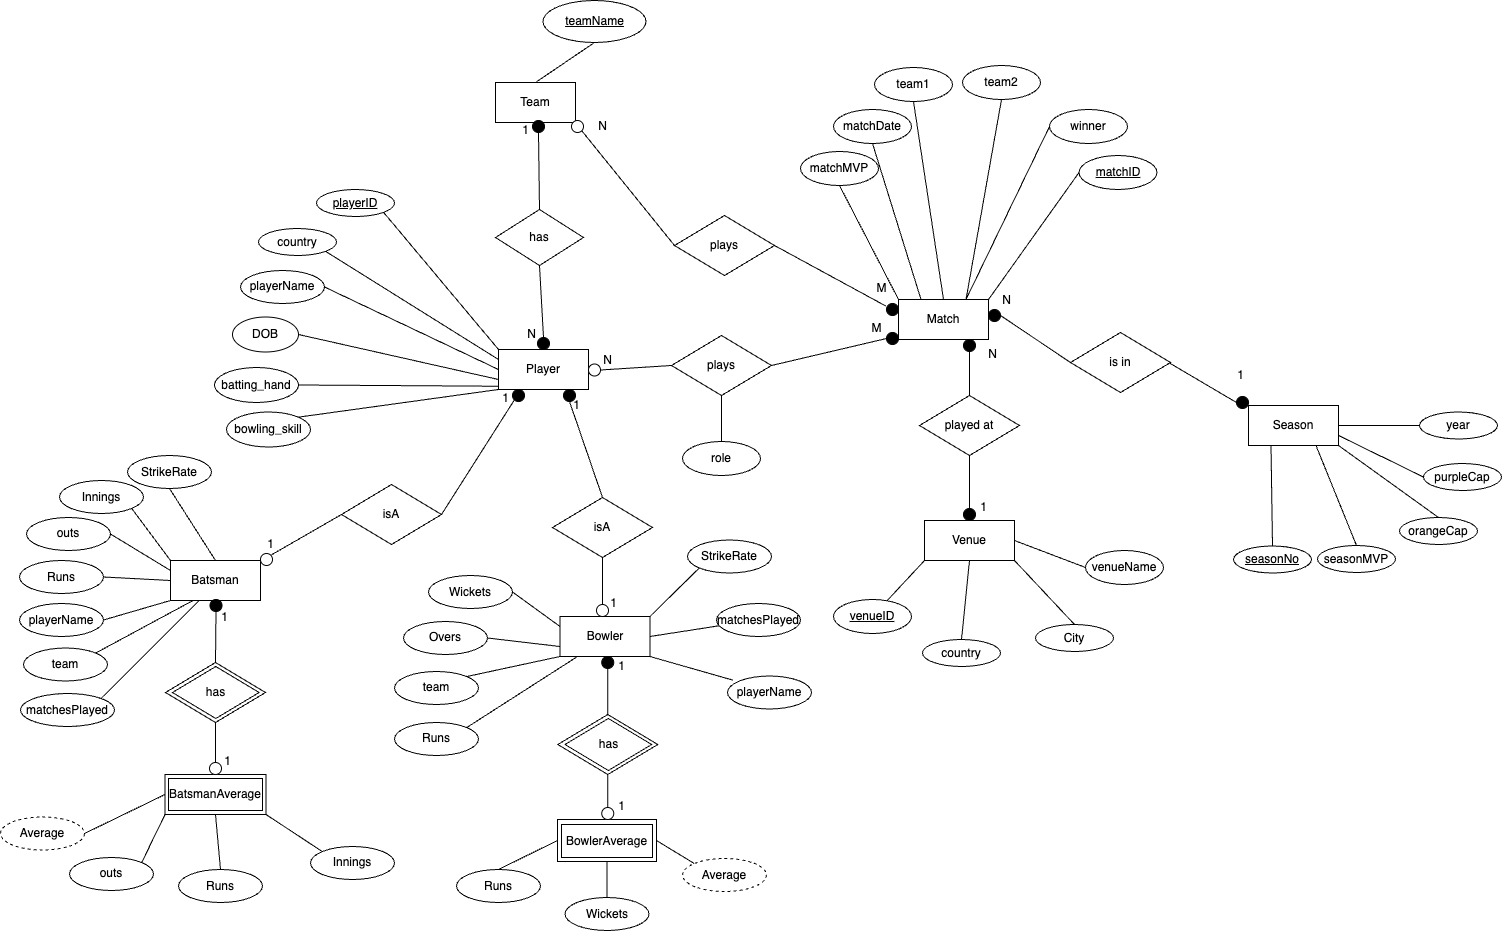 teamName
Team
1
N
team1
team2
matchDate
winner
matchMVP
matchID
playerID
country
has
plays
playerName
M
N
DOB
N
Match
M
N
Player
N
plays
is in
1
batting_hand
1
1
bowling_skill
played at
Season
year
role
StrikeRate
purpleCap
Innings
isA
1
orangeCap
outs
isA
Venue
seasonNo
seasonMVP
1
StrikeRate
venueName
Runs
Batsman
Wickets
1
matchesPlayed
venueID
playerName
1
Overs
Bowler
City
country
team
1
team
playerName
matchesPlayed
has
Runs
has
1
BatsmanAverage
1
Average
BowlerAverage
outs
Runs
Innings
Runs
Average
Wickets